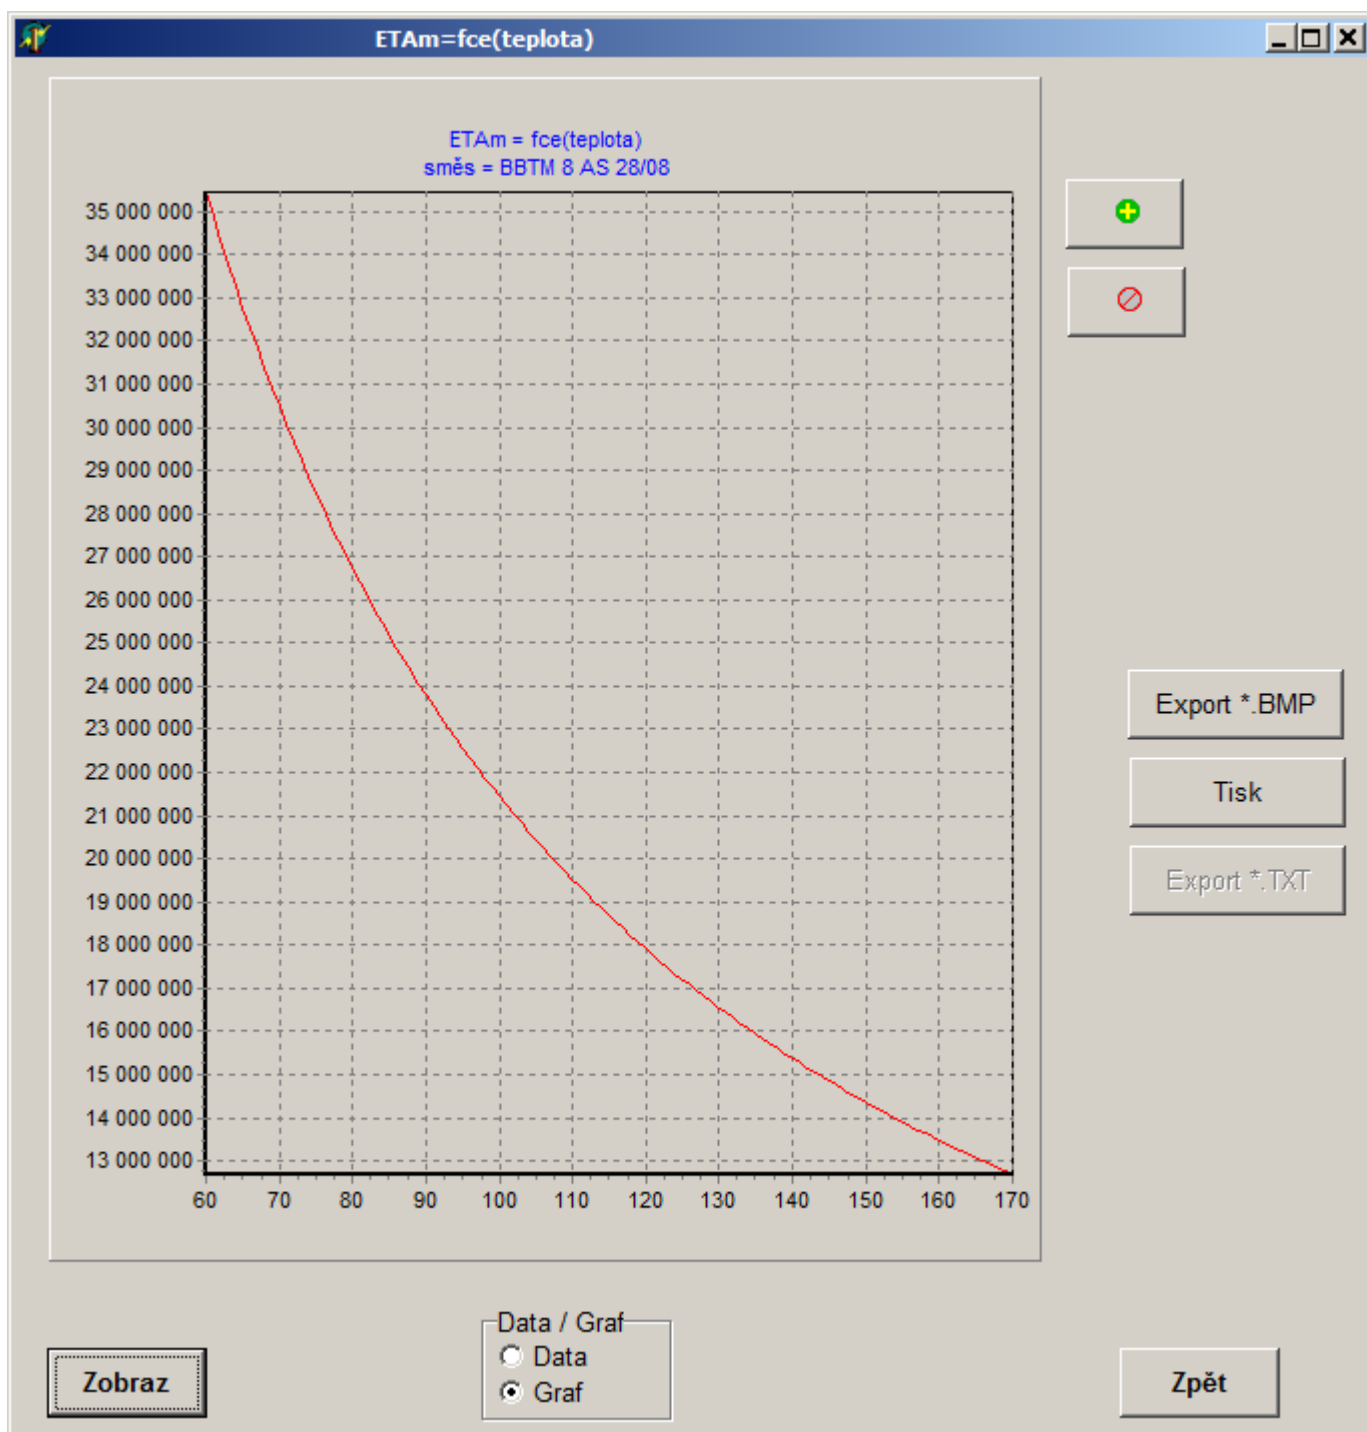 ETAm=fce(teplota)
ETAm = fce(teplota)
směs = BBTM 8 AS 28/08
35 000 000
34 000 000
33 000 000
32 000 000
31 000 000
30 000 000
29 000 000
28 000 000
27 000 000
26 000 000
25 000 000
24 000 000
23 000 000
22 000 000
21 000 000
20 000 000
19 000 000
18 000 000
17 000 000
16 000 000
15 000 000
14 000 000
13 000 000
60 70 80 90 100 110 120 130 140 150 160 170
Export *.BMP
Tisk
Export *.TXT
Data / Graf
Data
Graf
Zobraz
Zpět